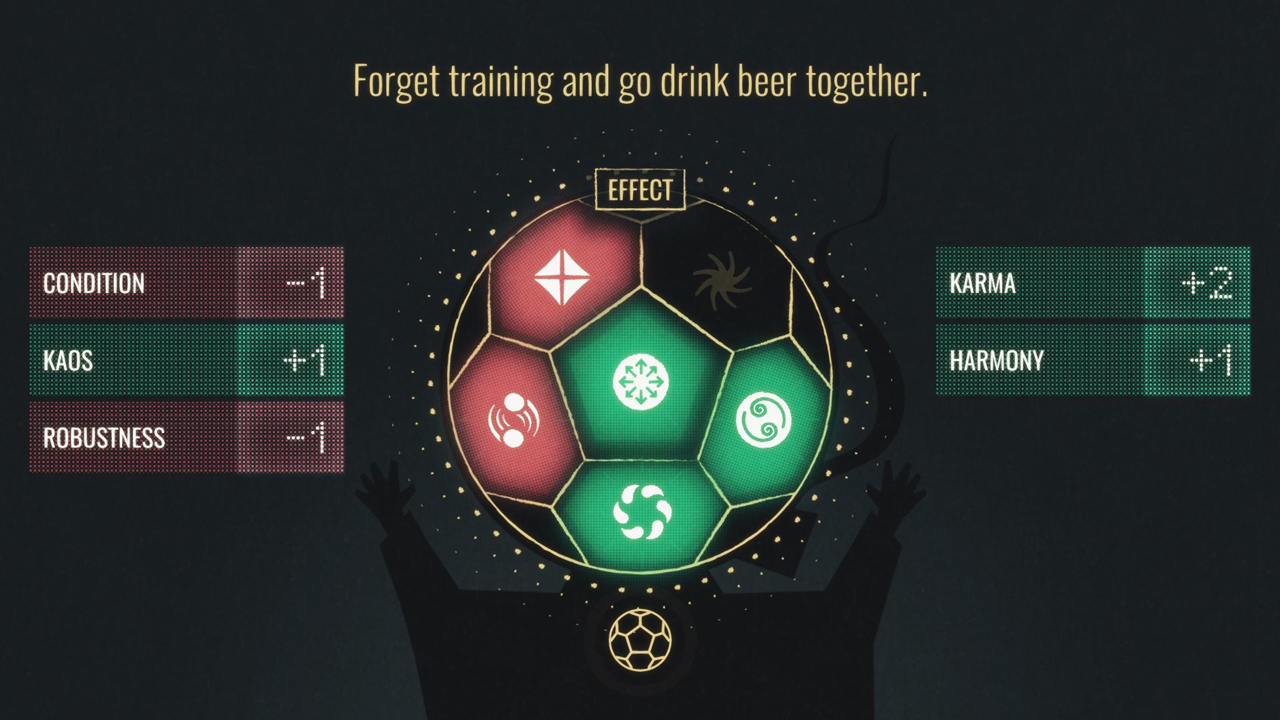 Forget training and go drink beer together.
EFFECT
CONDITION -1
KAOS +1
ROBUSTNESS -1
KARMA +2
HARMONY +1